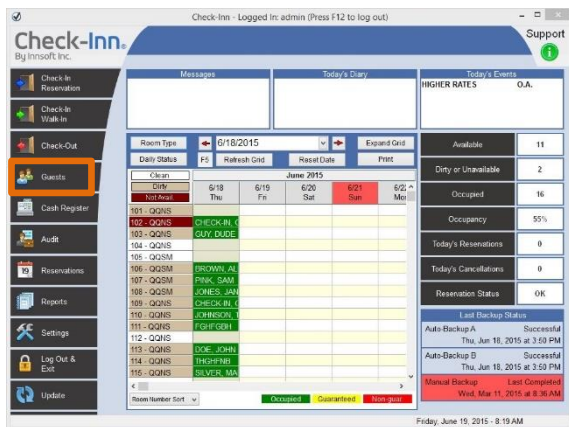 Check-Inn - Logged In: admin (Press F12 to log out)
Check-Inn®
By Innsoft Inc.
Support
Check-In
Reservation
Check-In
Walk-In
Check-Out
Guests
Cash Register
Audit
Reservations
Reports
Settings
Log Out &
Exit
Update
Messages
Today's Diary
Today's Events
HIGHER RATES O.A.
Room Type 6/18/2015 Expand Grid
Daily Status F5 Refresh Grid Reset Date Print
Clean
Dirty
Not Avail.
June 2015
6/18 6/19 6/20 6/21 6/22
Thu Fri Sat Sun Mon
101 - QQNS
102 - QQNS CHECK-IN, C
103 - QQNS GUY, DUDE
104 - QQNS
105 - QQSM
106 - QQSM BROWN, AL
107 - QQSM PINK, SAM
108 - QQSM JONES, JAN
109 - QQNS CHECK-IN, C
110 - QQNS JOHNSON, T
111 - QQNS FGHFGBH
112 - QQNS
113 - QQNS DOE, JOHN
114 - QQNS THGHFNB
115 - QQNS SILVER, MA
Room Number Sort
Occupied Guaranteed Non-guar
Available 11
Dirty or Unavailable 2
Occupied 16
Occupancy 55%
Today's Reservations 0
Today's Cancellations 0
Reservation Status OK
Last Backup Status
Auto-Backup A Successful
Thu, Jun 18, 2015 at 3:50 PM
Auto-Backup B Successful
Thu, Jun 18, 2015 at 3:50 PM
Manual Backup Last Completed
Wed, Mar 11, 2015 at 8:36 AM
Friday, June 19, 2015 - 8:19 AM